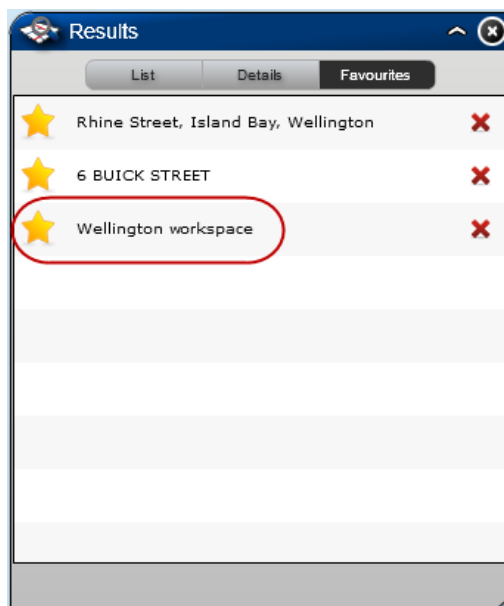 Results
List Details Favourites
Rhine Street, Island Bay, Wellington
6 BUICK STREET
Wellington workspace